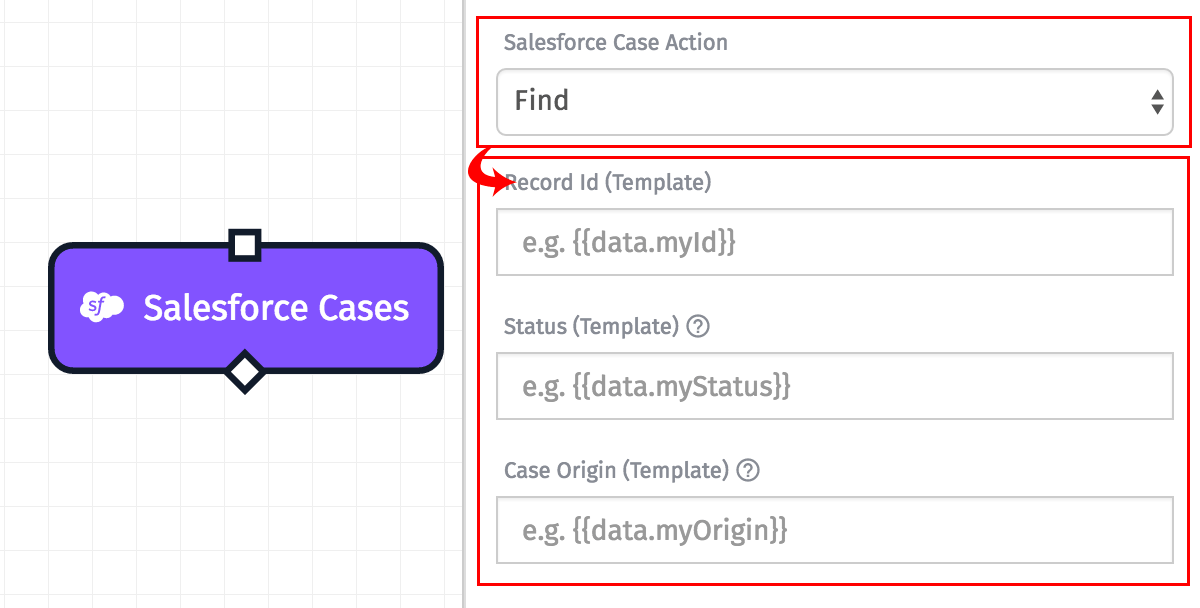 sf
Salesforce Cases
Salesforce Case Action
Find
Record Id (Template)
e.g. {{data.myId}}
Status (Template) ?
e.g. {{data.myStatus}}
Case Origin (Template) ?
e.g. {{data.myOrigin}}